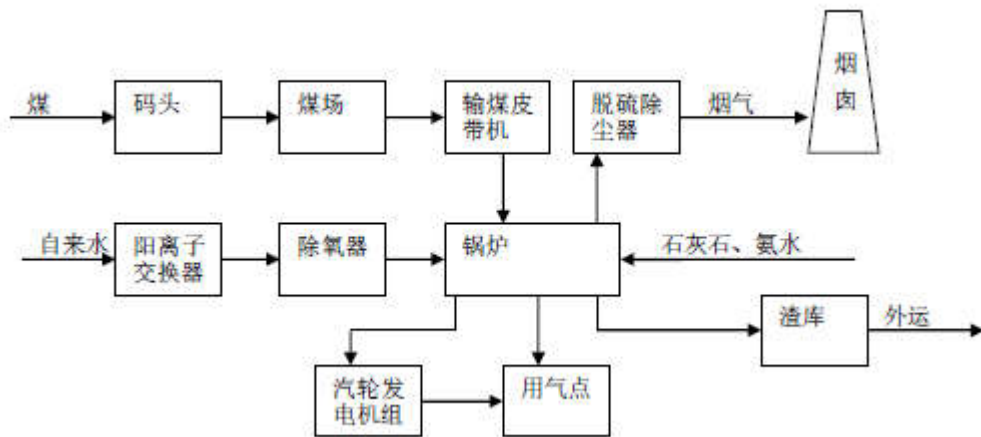 煤
码头
煤场
输煤皮
带机
脱硫除
尘器
烟气
烟
囱
自来水
阳离子
交换器
除氧器
锅炉
石灰石、氨水
渣库
外运
汽轮发
电机组
用气点